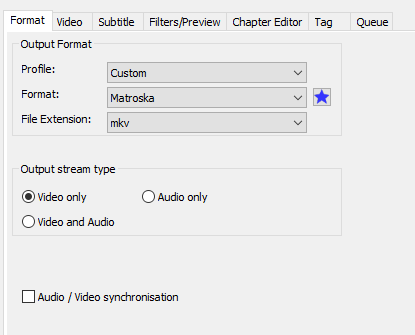 Format Video Subtitle Filters/Preview Chapter Editor Tag Queue
Output Format
Profile: Custom
Format: Matroska
File Extension: mkv
Output stream type
Video only Audio only
Video and Audio
Audio / Video synchronisation